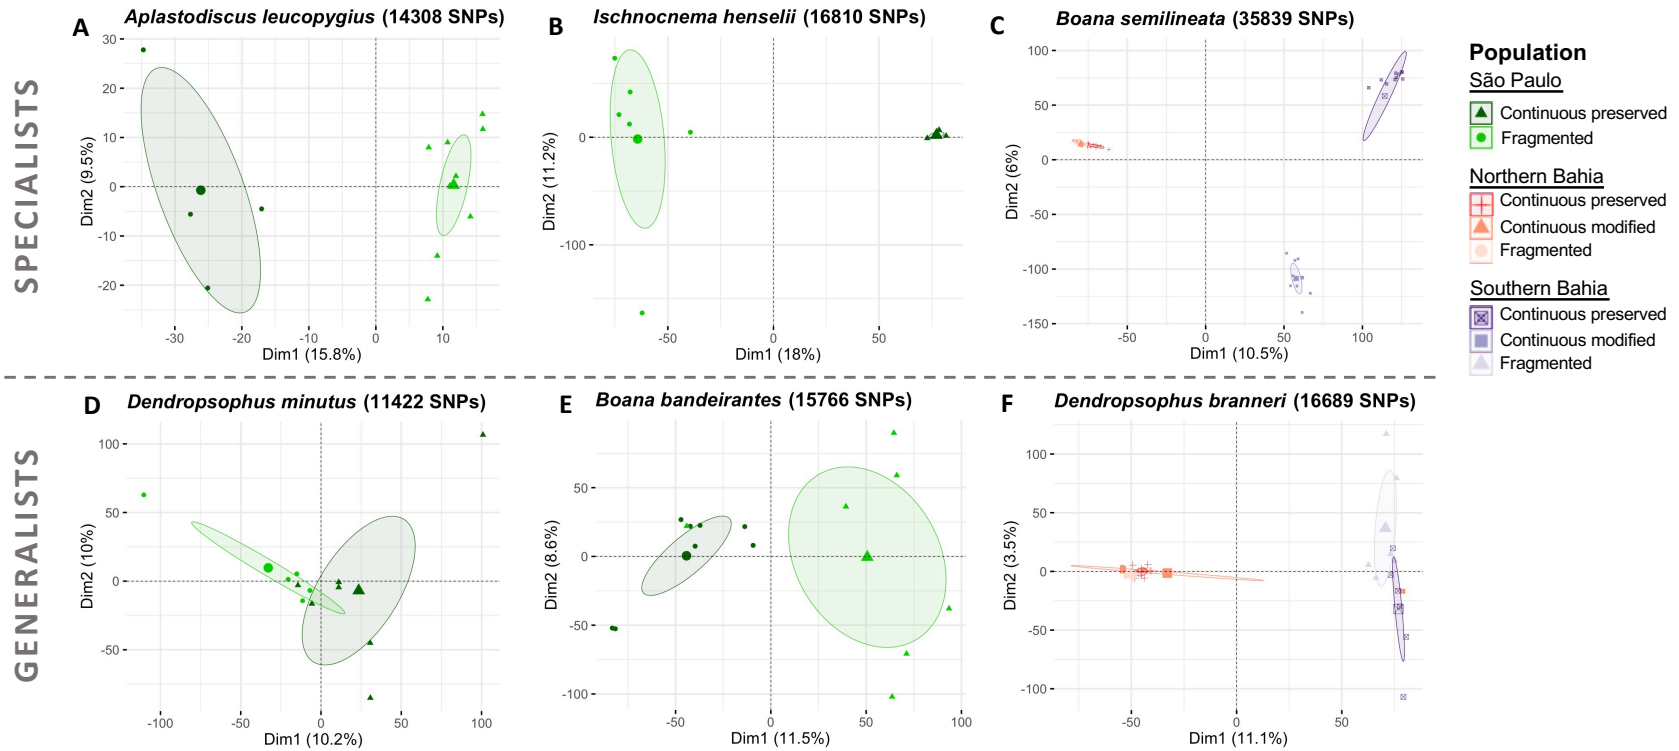 SPECIALISTS
A
Aplastodiscus leucopygius (14308 SNPs)
30
20
10
0
-10
-20
Dim2 (9.5%)
-30
-20
-10
0
10
Dim1 (15.8%)
B
Ischnocnema henselii (16810 SNPs)
0
-100
Dim2 (11.2%)
-50
0
50
Dim1 (18%)
C
Boana semilineata (35839 SNPs)
100
50
0
-50
-100
-150
Dim2 (6%)
-50
0
50
100
Dim1 (10.5%)
Population
São Paulo
Continuous preserved
Fragmented
Northern Bahia
Continuous preserved
Continuous modified
Fragmented
Southern Bahia
Continuous preserved
Continuous modified
Fragmented
GENERALISTS
D
Dendropsophus minutus (11422 SNPs)
100
50
0
-50
Dim2 (10%)
-100
-50
0
50
100
Dim1 (10.2%)
E
Boana bandeirantes (15766 SNPs)
50
0
-50
-100
Dim2 (8.6%)
-50
0
50
100
Dim1 (11.5%)
F
Dendropsophus branneri (16689 SNPs)
100
50
0
-50
-100
Dim2 (3.5%)
-50
0
50
Dim1 (11.1%)